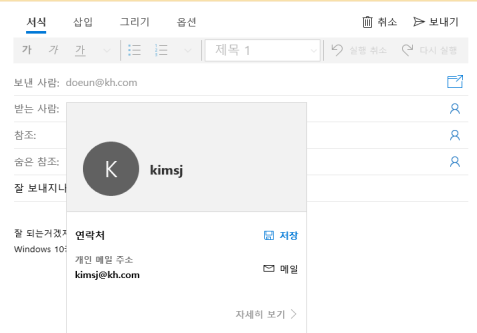 서식 삽입 그리기 옵션 취소 보내기
가 가 가 제목 1 실행 취소 다시 실행
보낸 사람: doeun@kh.com
받는 사람:
참조:
숨은 참조:
K kimsj
잘 보내지나
연락처 저장
잘 되는거겠지
개인 메일 주소 메일
Windows 10
kimsj@kh.com
자세히 보기